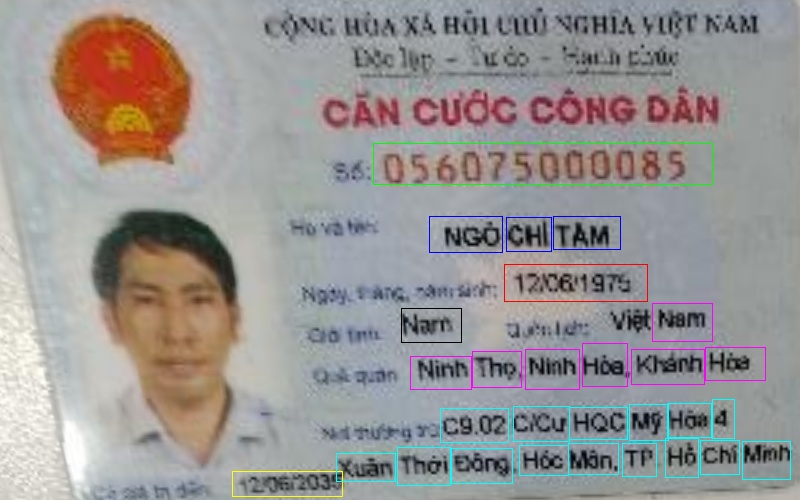 CỘNG HÒA XÃ HỘI CHỦ NGHĨA VIỆT NAM
Độc lập - Tự do - Hạnh phúc
CĂN CƯỚC CÔNG DÂN
Số: 056075000085
Họ và tên: NGÔ CHÍ TÂM
Ngày, tháng, năm sinh: 12/06/1975
Giới tính: Nam Quốc tịch: Việt Nam
Quê quán: Ninh Thọ, Ninh Hòa, Khánh Hòa
Nơi thường trú: C9.02 C/Cư HQC Mỹ Hòa 4
Xuân Thới Đông, Hóc Môn, TP. Hồ Chí Minh
Có giá trị đến: 12/06/2035